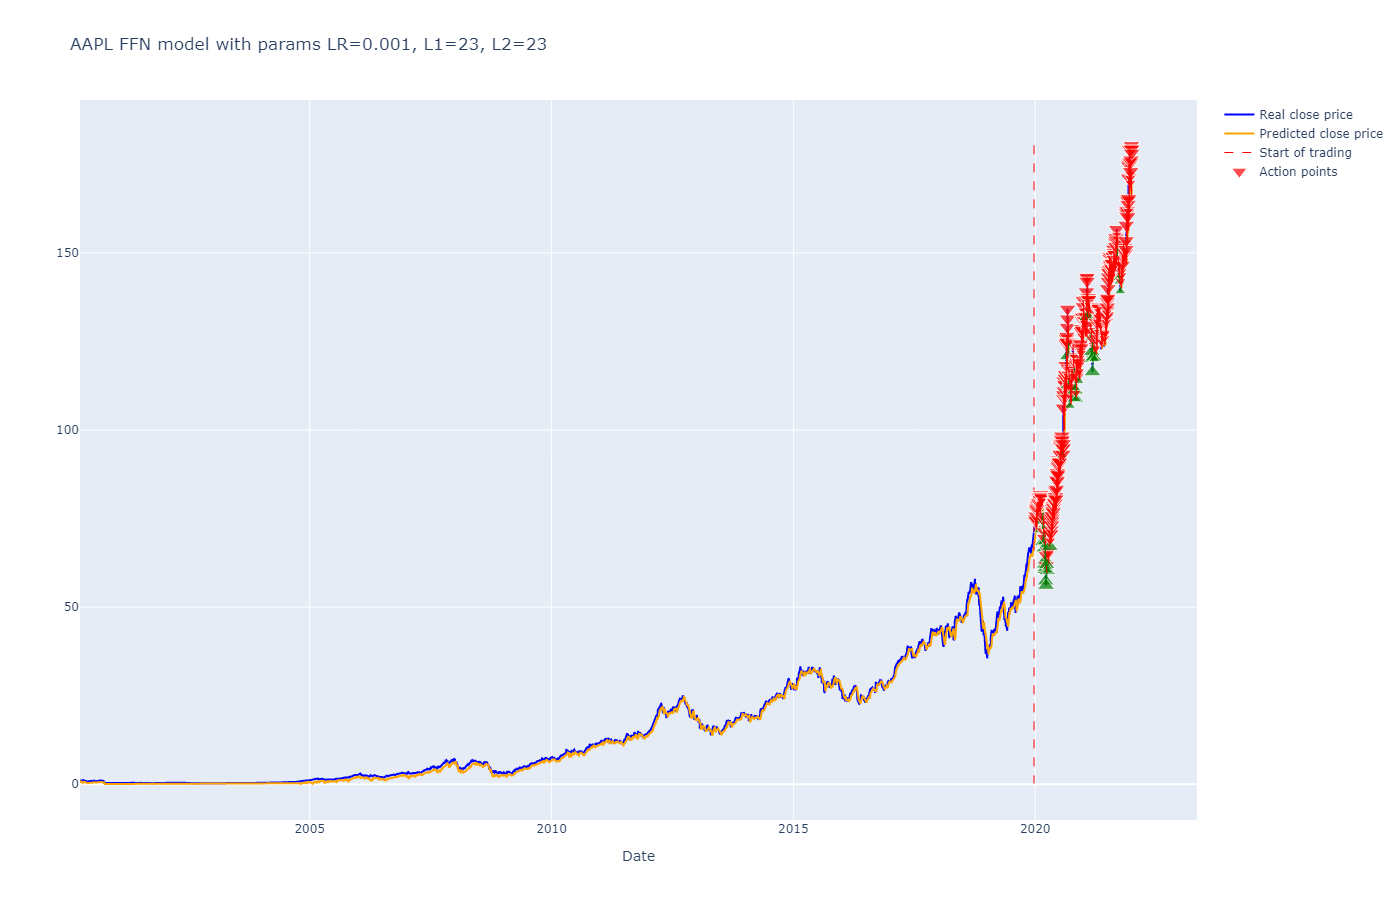 AAPL FFN model with params LR=0.001, L1=23, L2=23
Real close price
Predicted close price
Start of trading
Action points
150
100
50
0
2005 2010 2015 2020
Date